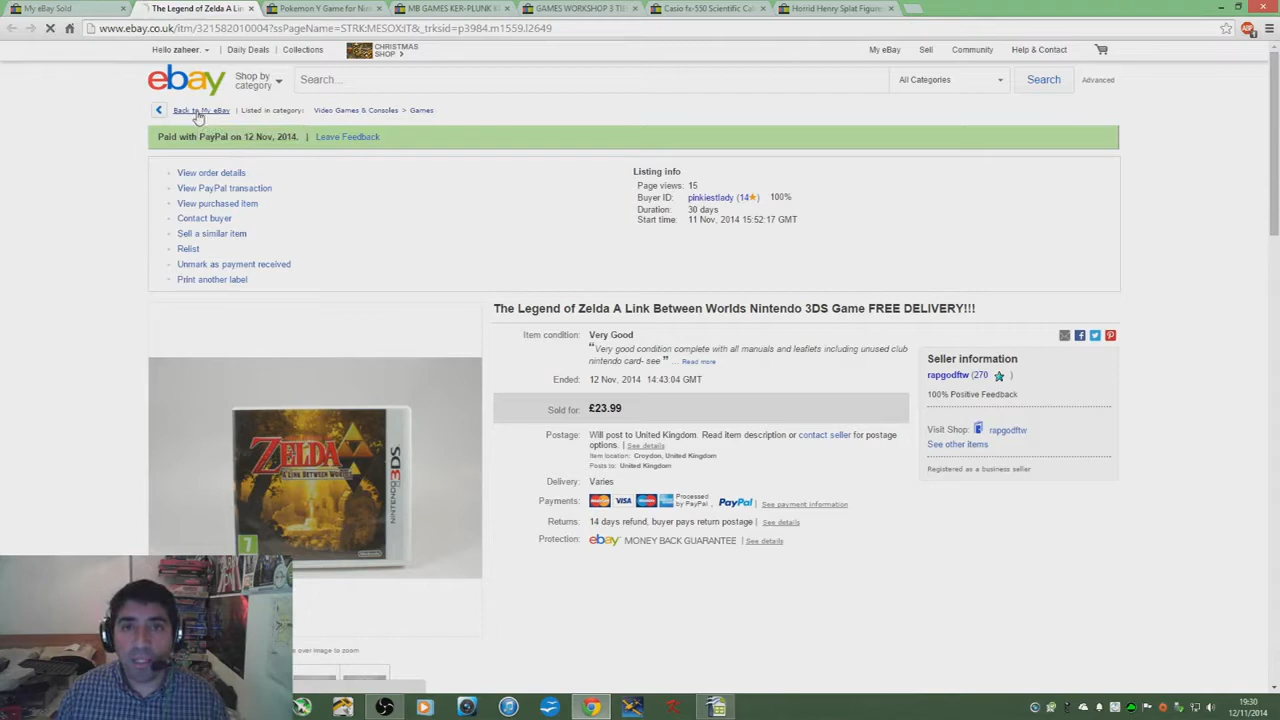 My eBay Sold
The Legend of Zelda A Lin
Pokemon Y Game for Nin
MB GAMES KER-PLUNK K
GAMES WORKSHOP 3 TB
Casio fx-550 Scientific Cal
Horrid Henry Splat Figure
www.ebay.co.uk/itm/321582010004?ssPageName=STRK:MESOX:IT&_trksid=p3984.m1559.l2649
Hello zaheer.
Daily Deals
Collections
CHRISTMAS
SHOP >
My eBay
Sell
Community
Help & Contact
ebay
Shop by
category
Search...
All Categories
Search
Advanced
Back to My eBay | Listed in category: Video Games & Consoles > Games
Paid with PayPal on 12 Nov, 2014. | Leave Feedback
View order details
View PayPal transaction
View purchased item
Contact buyer
Sell a similar item
Relist
Unmark as payment received
Print another label
Listing info
Page views: 15
Buyer ID: pinkiestlady (14) 100%
Duration: 30 days
Start time: 11 Nov, 2014 15:52:17 GMT
The Legend of Zelda A Link Between Worlds Nintendo 3DS Game FREE DELIVERY!!!
Item condition: Very Good
“Very good condition complete with all manuals and leaflets including unused club
nintendo card- see ” ... Read more
Ended: 12 Nov, 2014 14:43:04 GMT
Sold for: £23.99
Postage: Will post to United Kingdom. Read item description or contact seller for postage
options. | See details
Item location: Croydon, United Kingdom
Posts to: United Kingdom
Delivery: Varies
Payments: MasterCard VISA Processed by PayPal PayPal | See payment information
Returns: 14 days refund, buyer pays return postage | See details
Protection: ebay MONEY BACK GUARANTEE | See details
Seller information
rapgodftw (270 )
100% Positive Feedback
Visit Shop: rapgodftw
See other items
Registered as a business seller
ZELDA
A LINK BETWEEN WORLDS
NINTENDO 3DS
7
over image to zoom
19:30
12/11/2014